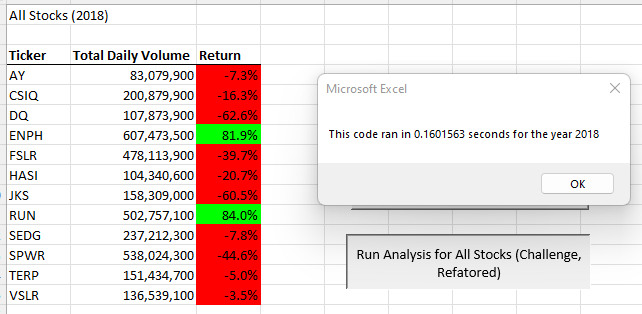 All Stocks (2018)
Ticker Total Daily Volume Return
AY 83,079,900 -7.3%
CSIQ 200,879,900 -16.3%
DQ 107,873,900 -62.6%
ENPH 607,473,500 81.9%
FSLR 478,113,900 -39.7%
HASI 104,340,600 -20.7%
JKS 158,309,000 -60.5%
RUN 502,757,100 84.0%
SEDG 237,212,300 -7.8%
SPWR 538,024,300 -44.6%
TERP 151,434,700 -5.0%
VSLR 136,539,100 -3.5%
Microsoft Excel
This code ran in 0.1601563 seconds for the year 2018
OK
Run Analysis for All Stocks (Challenge,
Refatored)